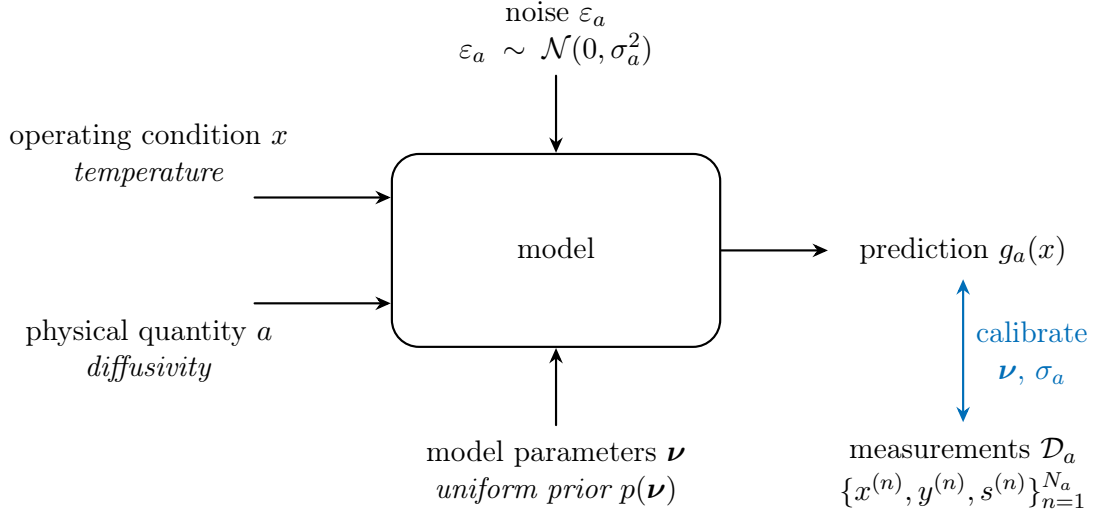 noise εₐ
εₐ ∼ 𝒩(0, σₐ²)
operating condition x
temperature
model
prediction gₐ(x)
physical quantity a
diffusivity
calibrate
𝝂, σₐ
model parameters 𝝂
uniform prior p(𝝂)
measurements 𝒟ₐ
{x⁽ⁿ⁾, y⁽ⁿ⁾, s⁽ⁿ⁾}ₙ₌₁^{Nₐ}